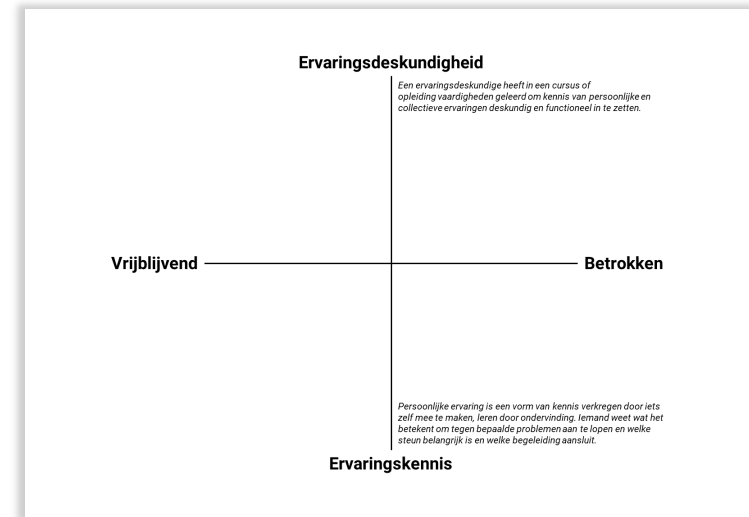 Ervaringsdeskundigheid
Een ervaringsdeskundige heeft in een cursus of
opleiding vaardigheden geleerd om kennis van persoonlijke en
collectieve ervaringen deskundig en functioneel in te zetten.
Vrijblijvend
Betrokken
Persoonlijke ervaring is een vorm van kennis verkregen door iets
zelf mee te maken, leren door ondervinding. Iemand weet wat het
betekent om tegen bepaalde problemen aan te lopen en welke
steun belangrijk is en welke begeleiding aansluit.
Ervaringskennis